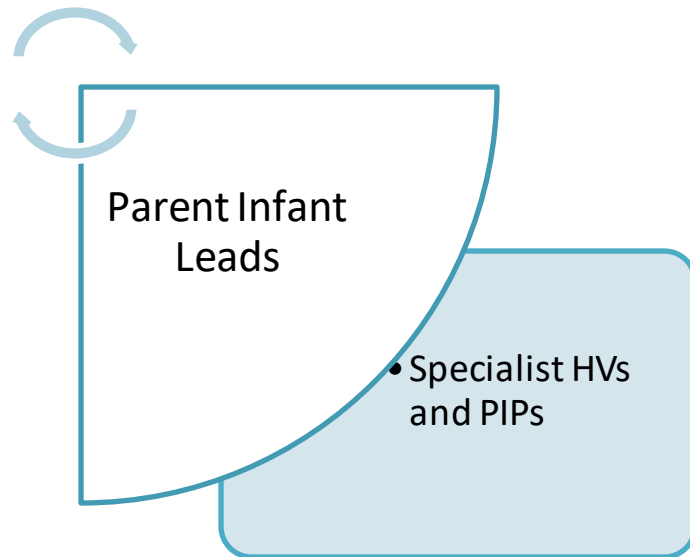 Parent Infant
Leads
• Specialist HVs
and PIPs